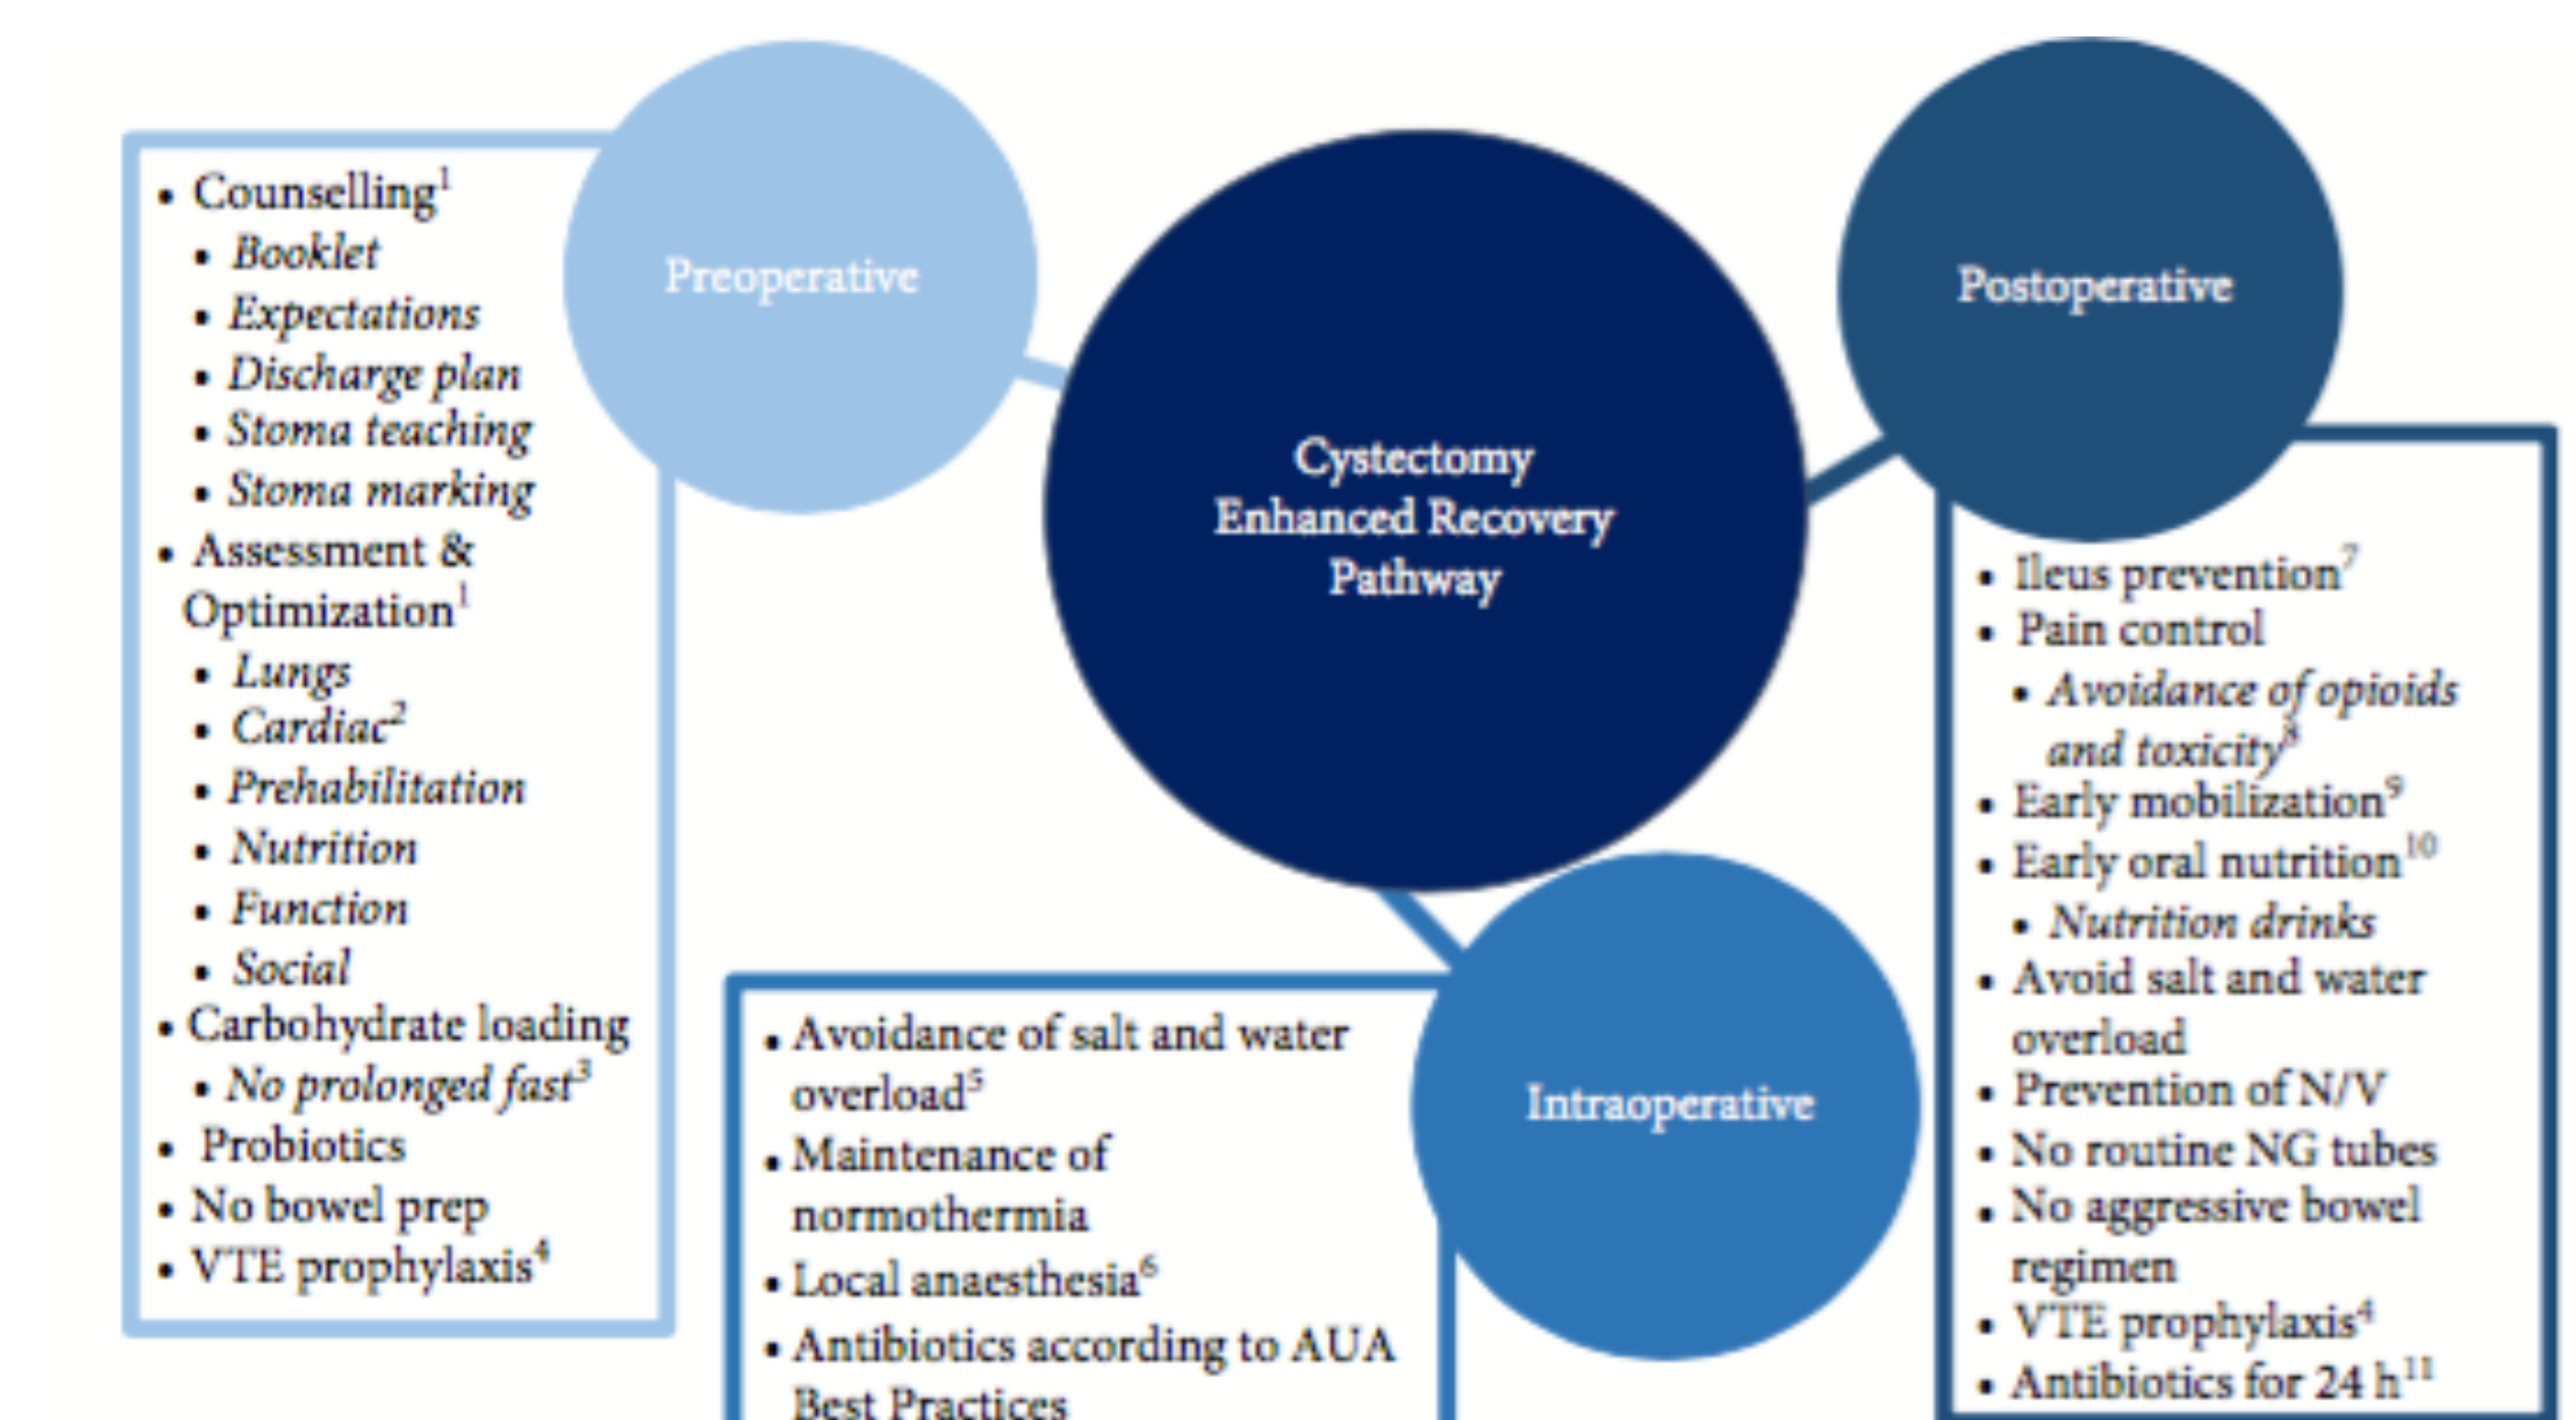 Preoperative
• Counselling¹
• Booklet
• Expectations
• Discharge plan
• Stoma teaching
• Stoma marking
• Assessment &
Optimization¹
• Lungs
• Cardiac²
• Prehabilitation
• Nutrition
• Function
• Social
• Carbohydrate loading
• No prolonged fast³
• Probiotics
• No bowel prep
• VTE prophylaxis⁴
Cystectomy
Enhanced Recovery
Pathway
Intraoperative
• Avoidance of salt and water
overload⁵
• Maintenance of
normothermia
• Local anaesthesia⁶
• Antibiotics according to AUA
Best Practices
Postoperative
• Ileus prevention⁷
• Pain control
• Avoidance of opioids
and toxicity⁸
• Early mobilization⁹
• Early oral nutrition¹⁰
• Nutrition drinks
• Avoid salt and water
overload
• Prevention of N/V
• No routine NG tubes
• No aggressive bowel
regimen
• VTE prophylaxis⁴
• Antibiotics for 24 h¹¹